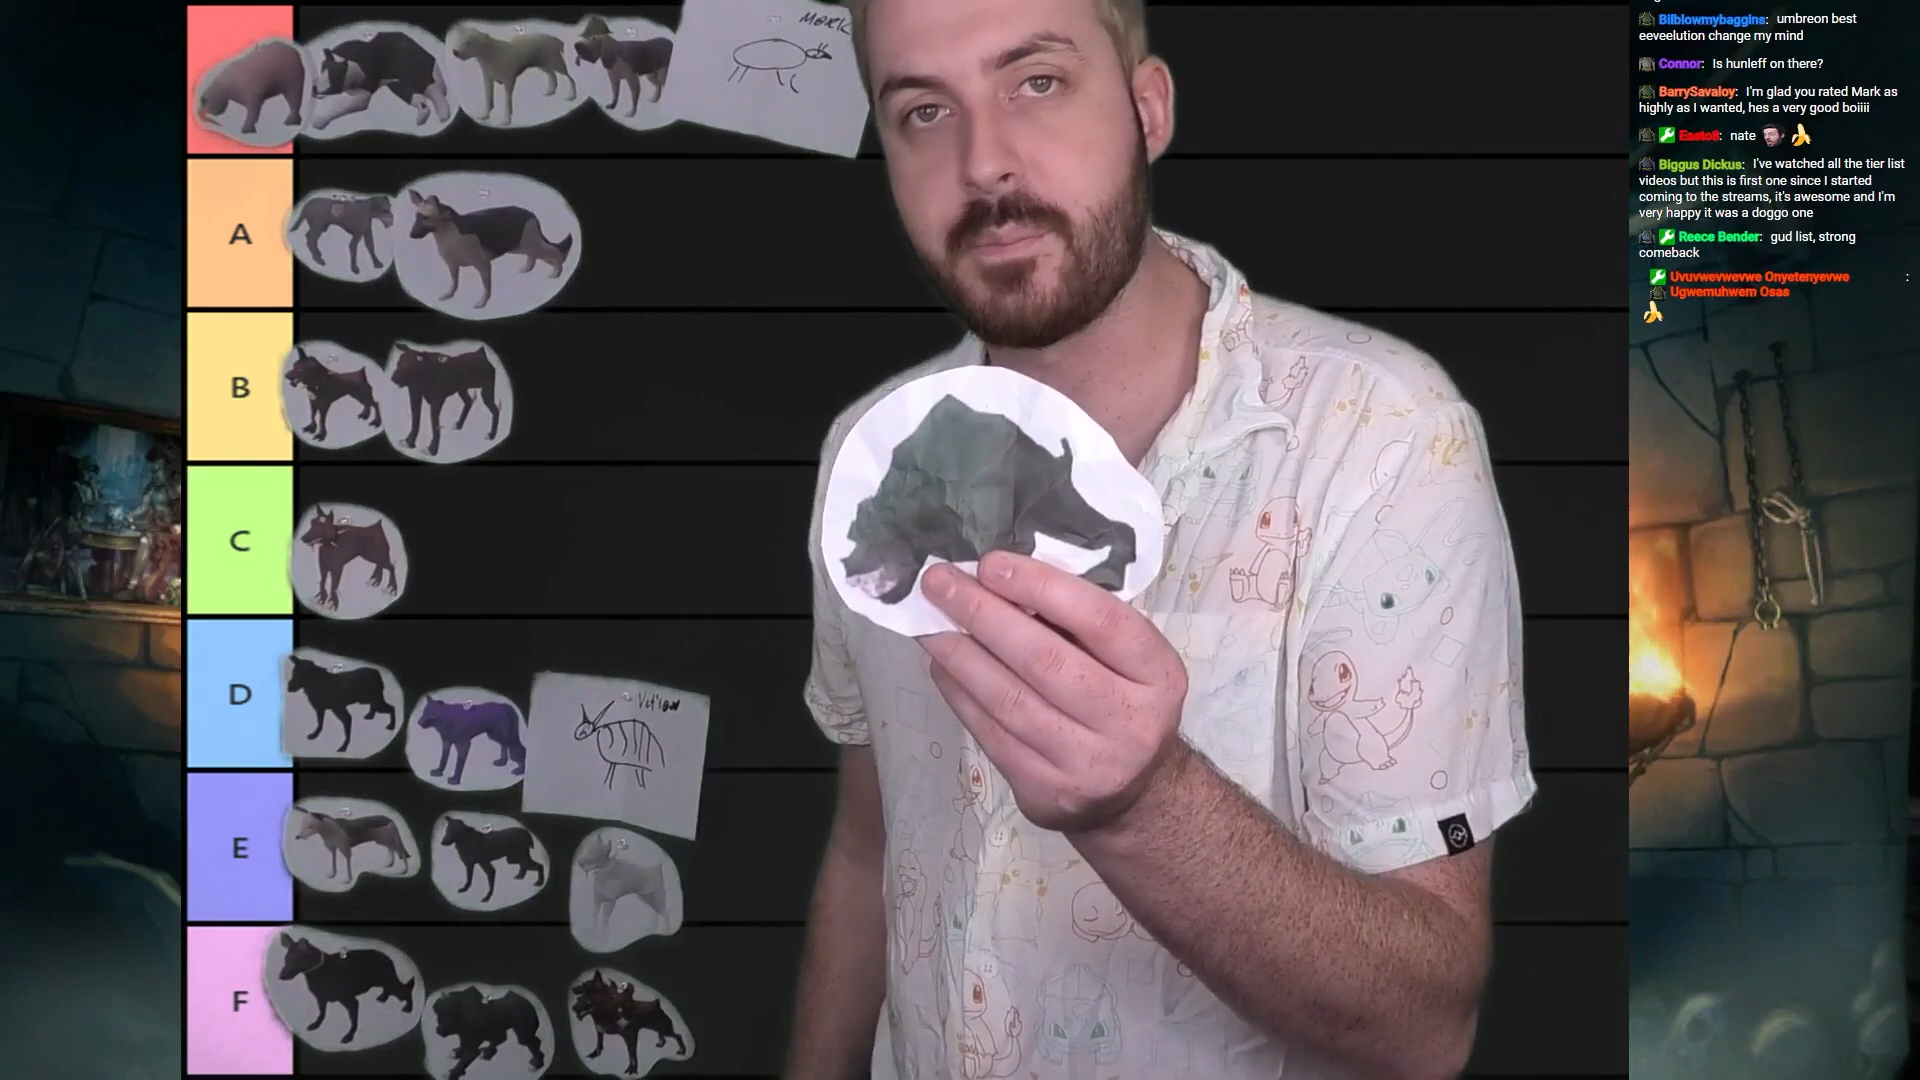 Mark
A
B
C
D
E
F
Bilblowmybaggins: umbreon best
eeveelution change my mind
Connor: Is hunleff on there?
BarrySavaloy: I'm glad you rated Mark as
highly as I wanted, hes a very good boiiii
Easto8: nate
Biggus Dickus: I've watched all the tier list
videos but this is first one since I started
coming to the streams, it's awesome and I'm
very happy it was a doggo one
Reece Bender: gud list, strong
comeback
Uvuvwevwevwe Onyetenyevwe :
Ugwemuhwem Osas